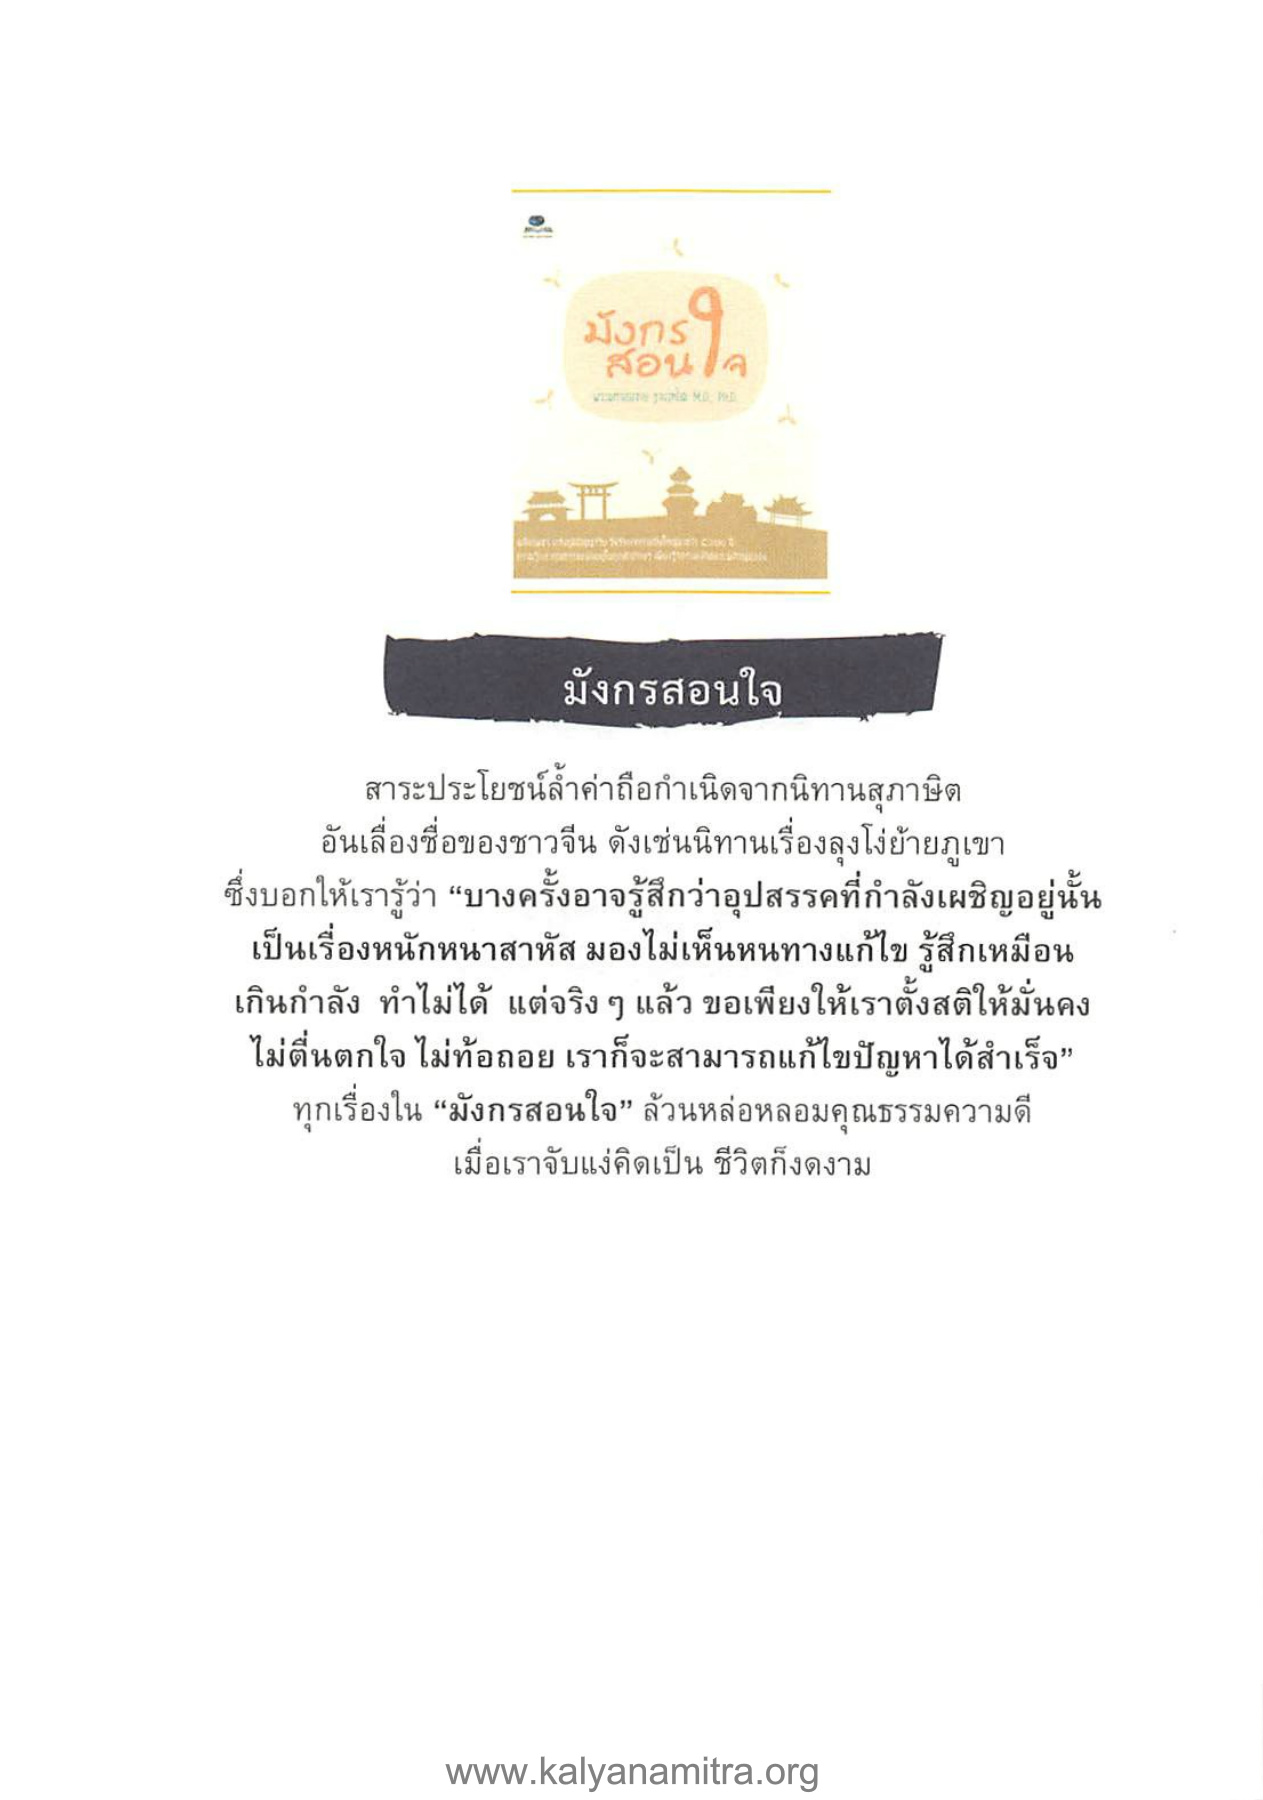 มังกร
สอนใจ
M.D., Ph.D.
มังกรสอนใจ
สาระประโยชน์ล้ำค่าถือกำเนิดจากนิทานสุภาษิต
อันเลื่องชื่อของชาวจีน ดังเช่นนิทานเรื่องลุงโง่ย้ายภูเขา
ซึ่งบอกให้เรารู้ว่า “บางครั้งอาจรู้สึกว่าอุปสรรคที่กำลังเผชิญอยู่นั้น
เป็นเรื่องหนักหนาสาหัส มองไม่เห็นหนทางแก้ไข รู้สึกเหมือน
เกินกำลัง ทำไม่ได้ แต่จริง ๆ แล้ว ขอเพียงให้เราตั้งสติให้มั่นคง
ไม่ตื่นตกใจ ไม่ท้อถอย เราก็จะสามารถแก้ไขปัญหาได้สำเร็จ”
ทุกเรื่องใน “มังกรสอนใจ” ล้วนหล่อหลอมคุณธรรมความดี
เมื่อเราจับแง่คิดเป็น ชีวิตก็งดงาม
www.kalyanamitra.org